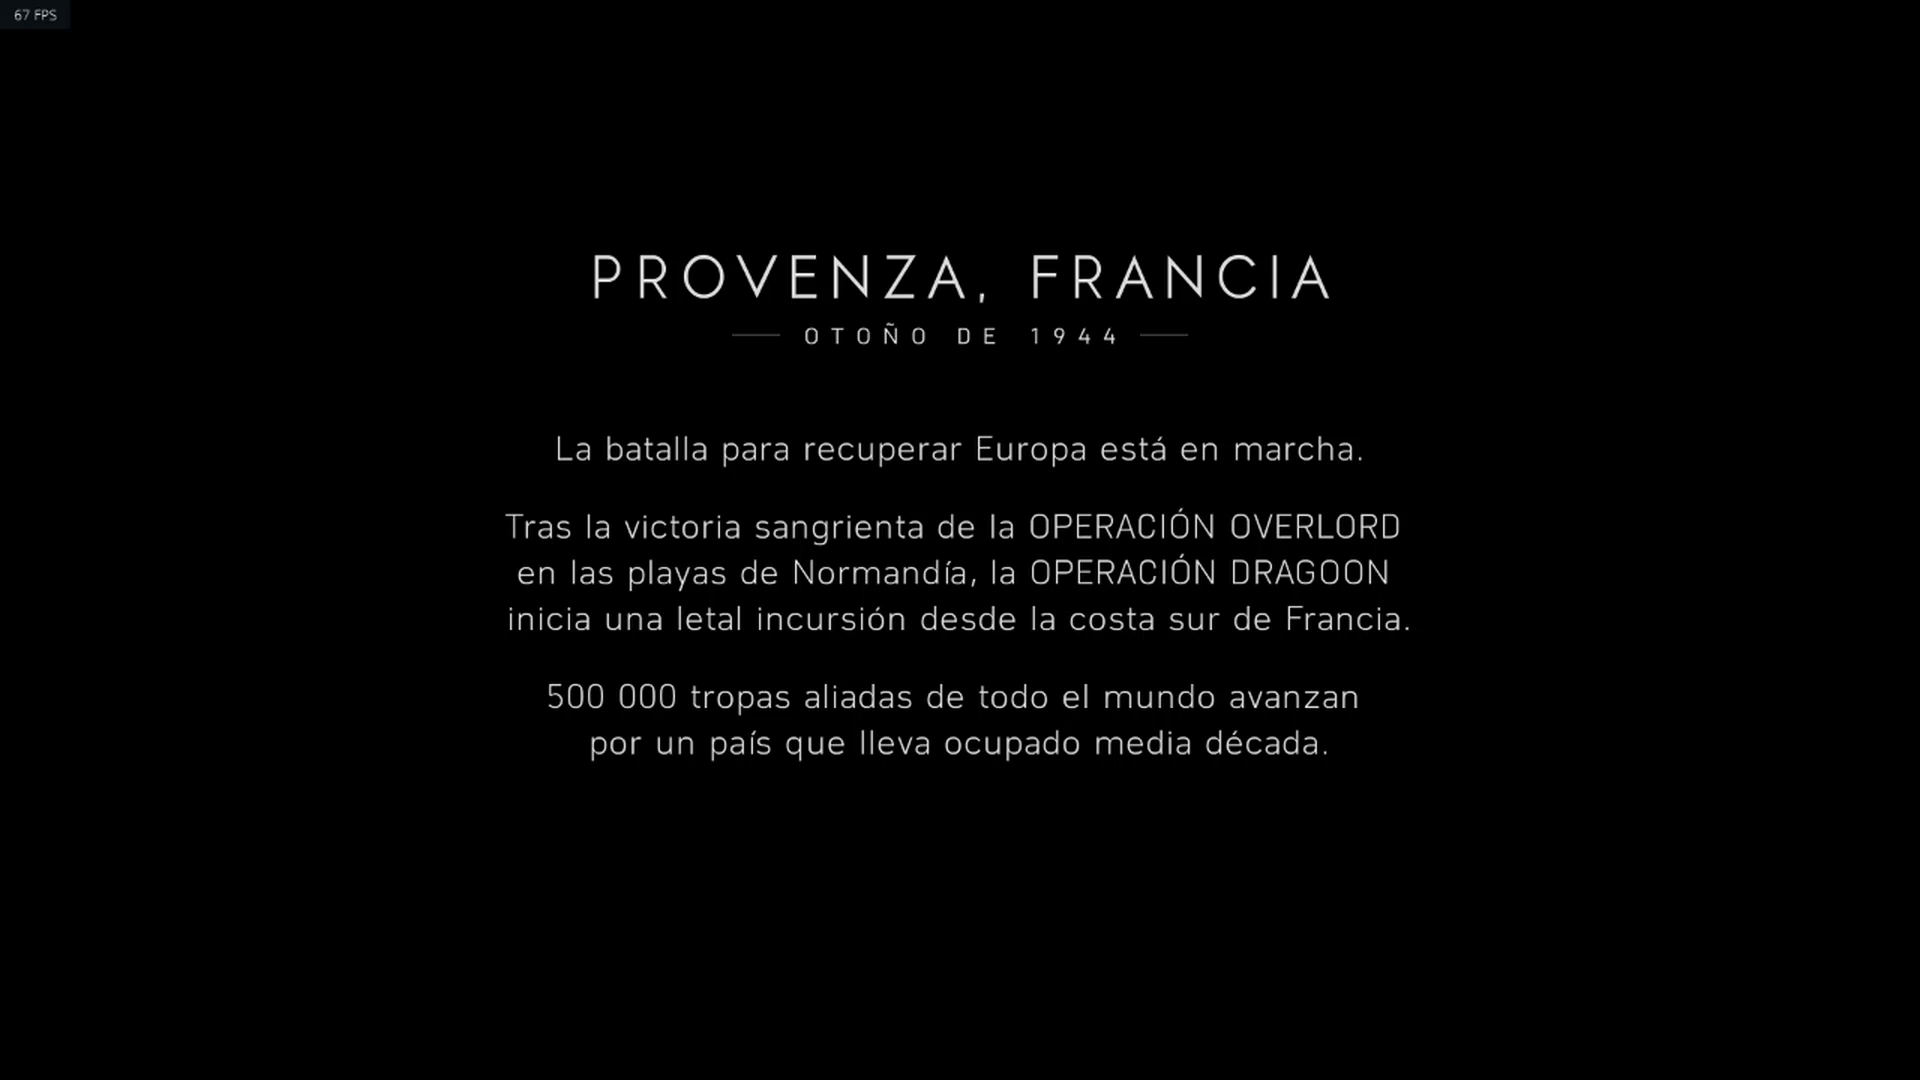 67 FPS
PROVENZA, FRANCIA
OTOÑO DE 1944
La batalla para recuperar Europa está en marcha.
Tras la victoria sangrienta de la OPERACIÓN OVERLORD
en las playas de Normandía, la OPERACIÓN DRAGOON
inicia una letal incursión desde la costa sur de Francia.
500 000 tropas aliadas de todo el mundo avanzan
por un país que lleva ocupado media década.